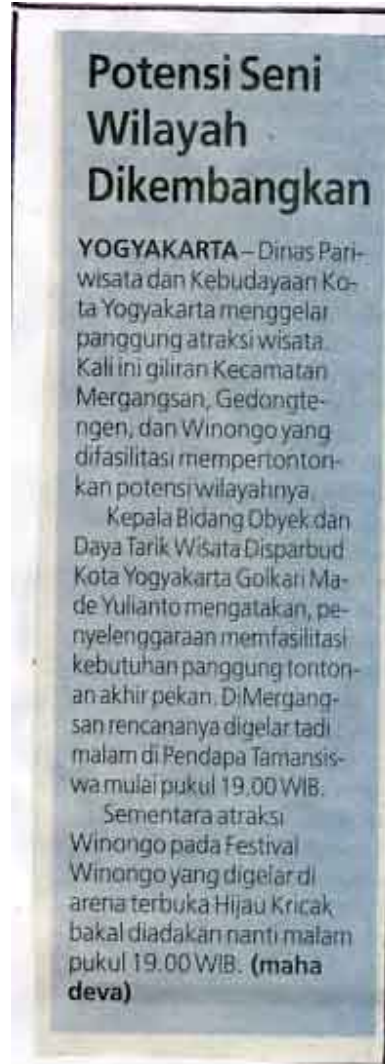 Potensi Seni
Wilayah
Dikembangkan
YOGYAKARTA – Dinas Pari-
wisata dan Kebudayaan Ko-
ta Yogyakarta menggelar
panggung atraksi wisata.
Kali ini giliran Kecamatan
Mergangsan, Gedongte-
ngen, dan Winongo yang
difasilitasi mempertonton-
kan potensi wilayahnya.
Kepala Bidang Obyek dan
Daya Tarik Wisata Disparbud
Kota Yogyakarta Golkari Ma-
de Yulianto mengatakan, pe-
nyelenggaraan memfasilitasi
kebutuhan panggung tonton-
an akhir pekan. Di Mergang-
san rencananya digelar tadi
malam di Pendapa Tamansis-
wa mulai pukul 19.00 WIB.
Sementara atraksi
Winongo pada Festival
Winongo yang digelar di
arena terbuka Hijau Kricak
bakal diadakan nanti malam
pukul 19.00 WIB. (maha
deva)